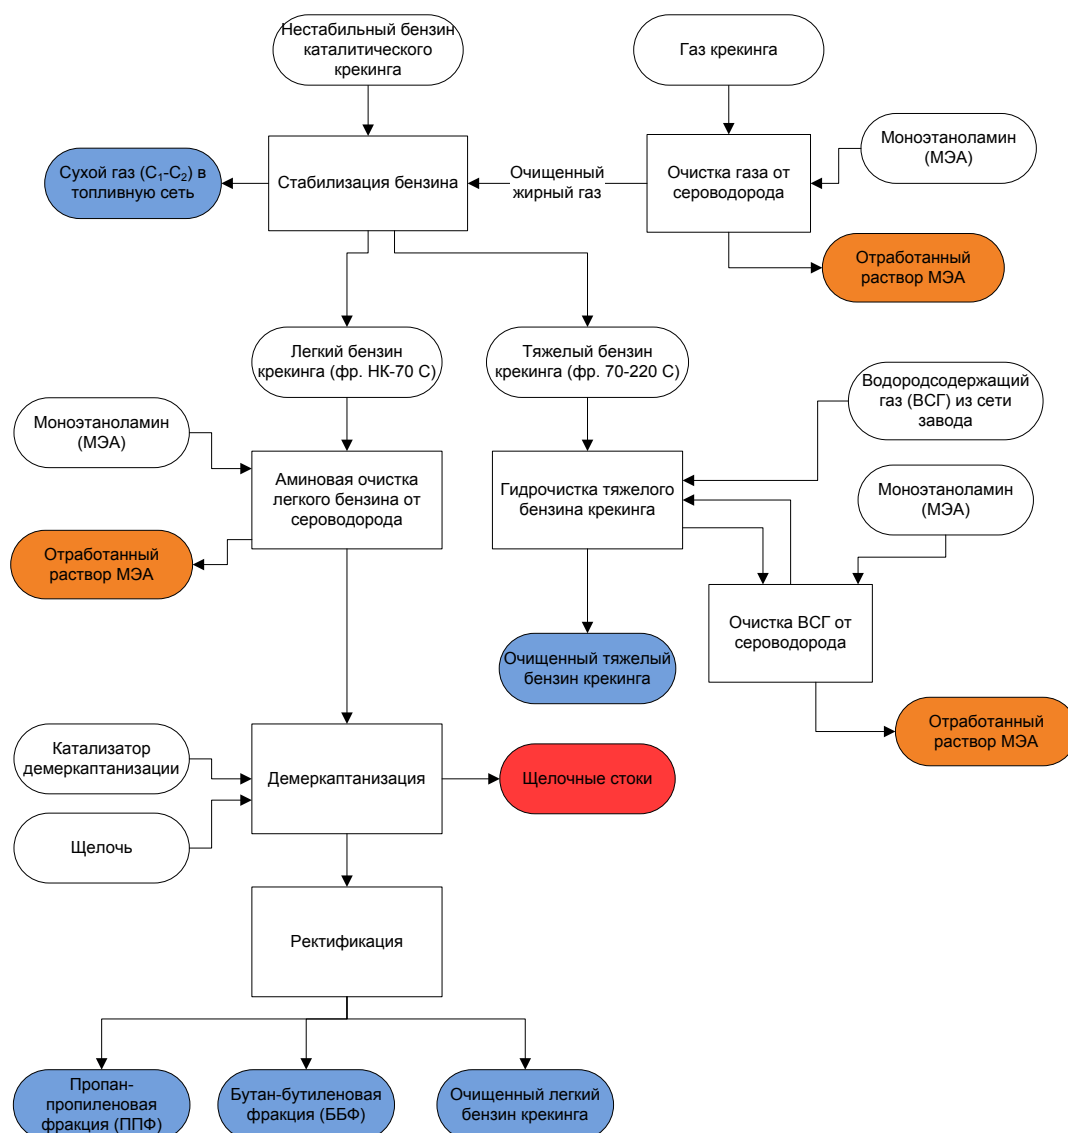 Нестабильный бензин
каталитического
крекинга
Газ крекинга
Моноэтаноламин
(МЭА)
Сухой газ (C₁-C₂) в
топливную сеть
Стабилизация бензина
Очищенный
жирный газ
Очистка газа от
сероводорода
Отработанный
раствор МЭА
Легкий бензин
крекинга (фр. НК-70 С)
Тяжелый бензин
крекинга (фр. 70-220 С)
Водородсодержащий
газ (ВСГ) из сети
завода
Моноэтаноламин
(МЭА)
Аминовая очистка
легкого бензина от
сероводорода
Гидрочистка тяжелого
бензина крекинга
Моноэтаноламин
(МЭА)
Отработанный
раствор МЭА
Очистка ВСГ от
сероводорода
Очищенный тяжелый
бензин крекинга
Отработанный
раствор МЭА
Катализатор
демеркаптанизации
Демеркаптанизация
Щелочные стоки
Щелочь
Ректификация
Пропан-
пропиленовая
фракция (ППФ)
Бутан-бутиленовая
фракция (ББФ)
Очищенный легкий
бензин крекинга